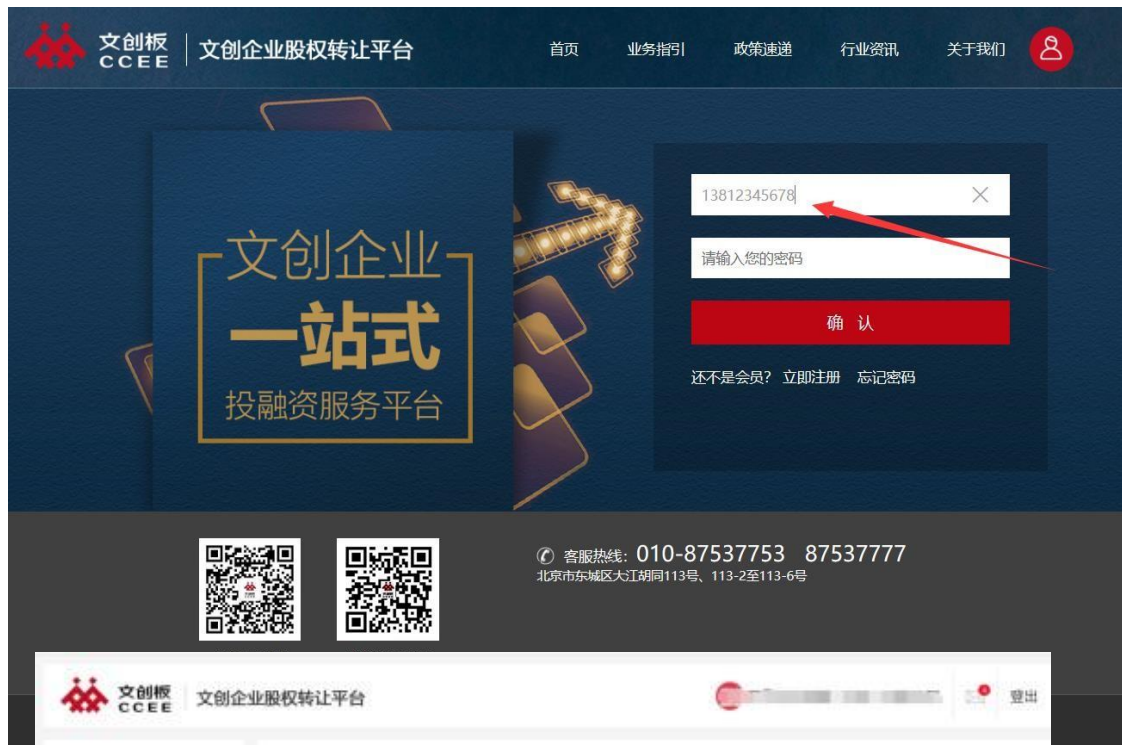 文创板 CCEE 文创企业股权转让平台 首页 业务指引 政策速递 行业资讯 关于我们
13812345678
请输入您的密码
确 认
还不是会员? 立即注册 忘记密码
文创企业
一站式
投融资服务平台
客服热线: 010-87537753 87537777
北京市东城区大江胡同113号、113-2至113-6号
文创板 CCEE 文创企业股权转让平台 登出